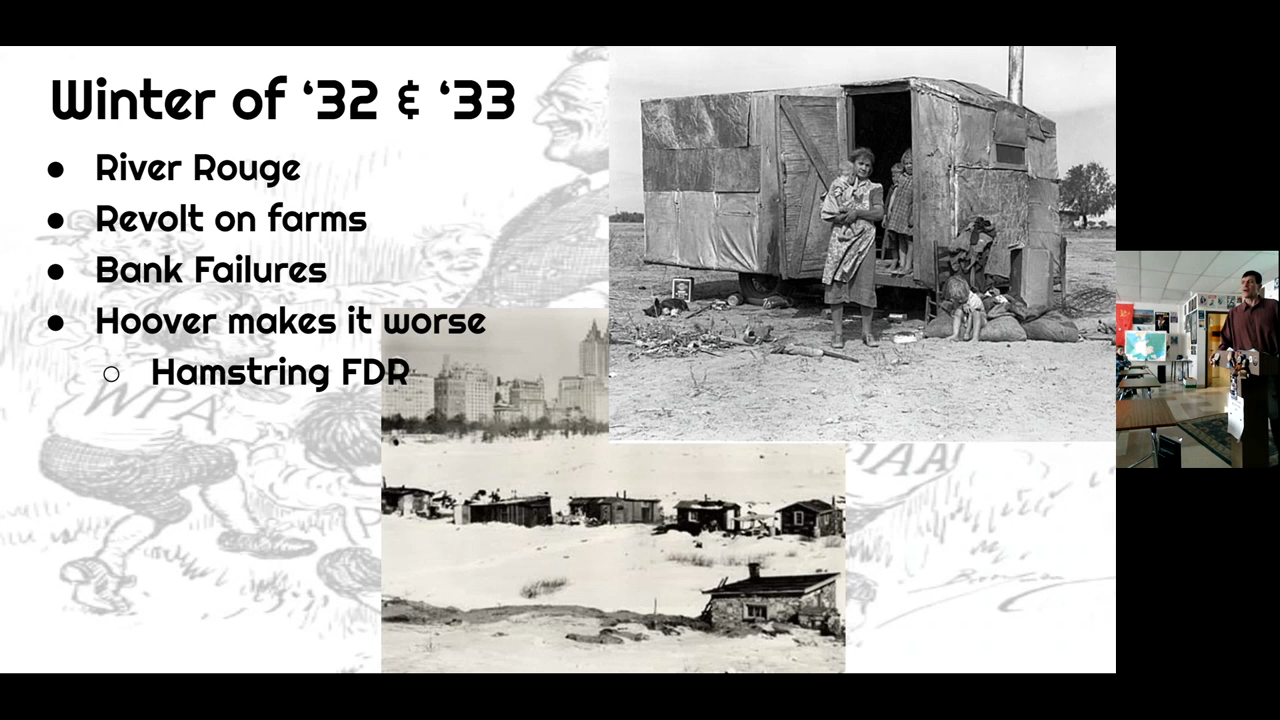 Winter of ‘32 & ‘33
● River Rouge
● Revolt on farms
● Bank Failures
● Hoover makes it worse
○ Hamstring FDR
WPA
AAA